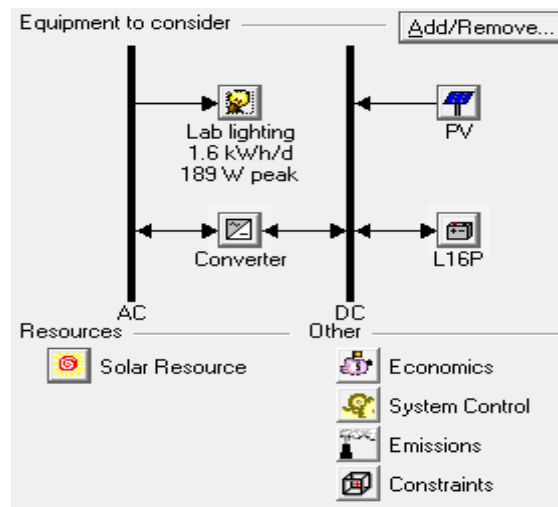 Equipment to consider
Add/Remove...
Lab lighting
1.6 kWh/d
189 W peak
PV
Converter
L16P
AC
DC
Resources
Other
Solar Resource
Economics
System Control
Emissions
Constraints